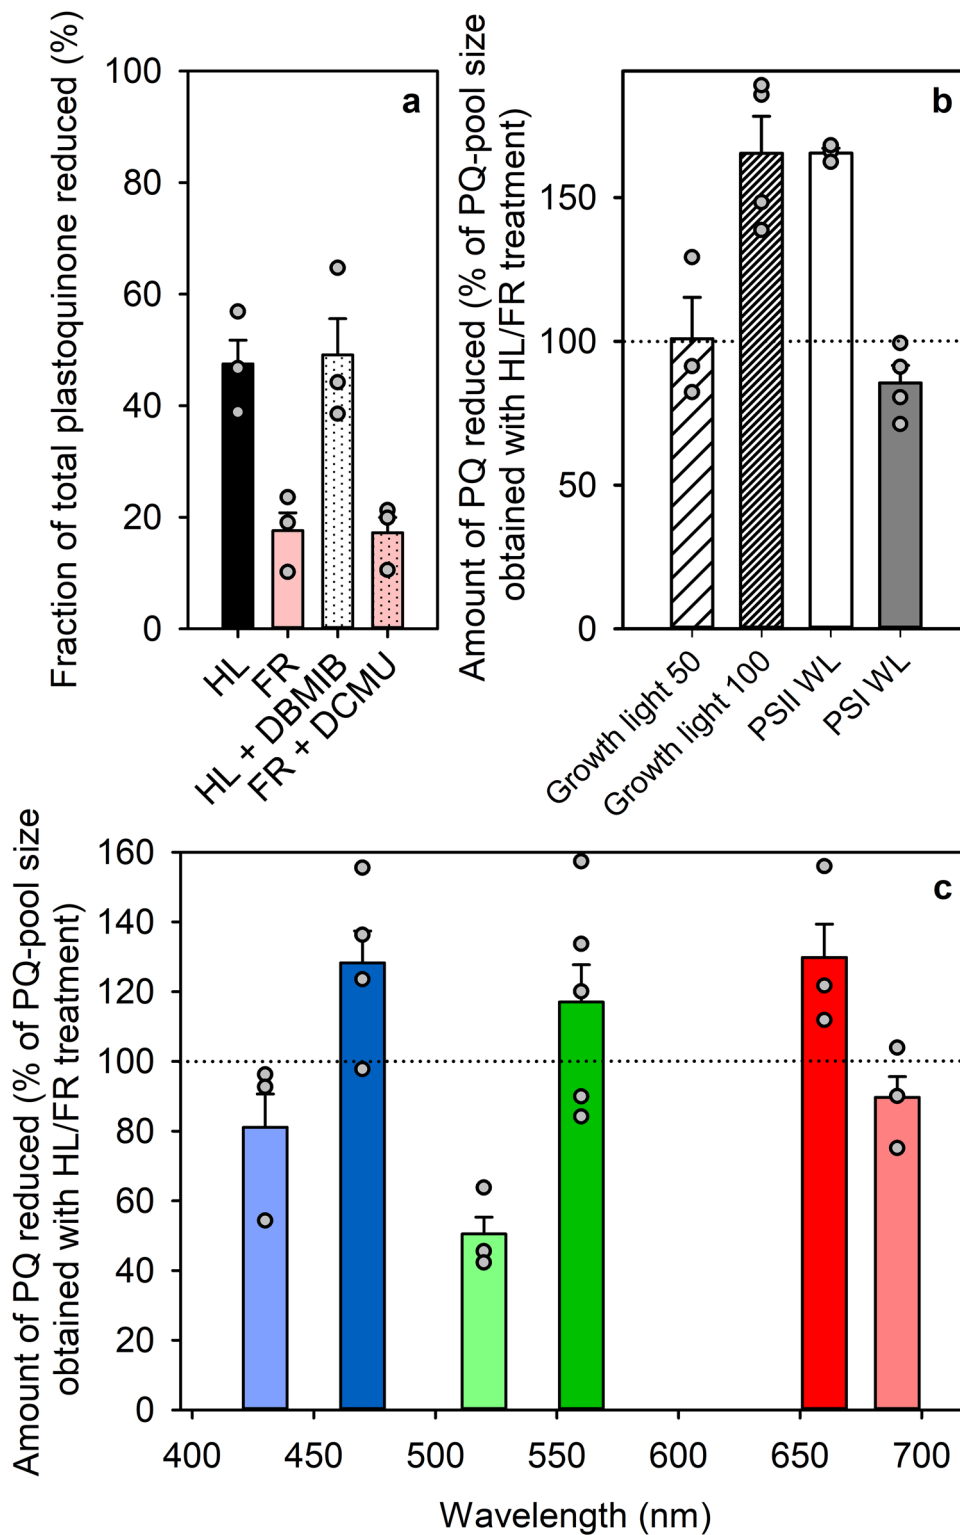 Fraction of total plastoquinone reduced (%)
100
80
60
40
20
0
a
HL
FR
HL + DBMIB
FR + DCMU
Amount of PQ reduced (% of PQ-pool size
obtained with HL/FR treatment)
150
100
50
0
b
Growth light 50
Growth light 100
PSII WL
PSI WL
Amount of PQ reduced (% of PQ-pool size
obtained with HL/FR treatment)
160
140
120
100
80
60
40
20
0
c
400 450 500 550 600 650 700
Wavelength (nm)